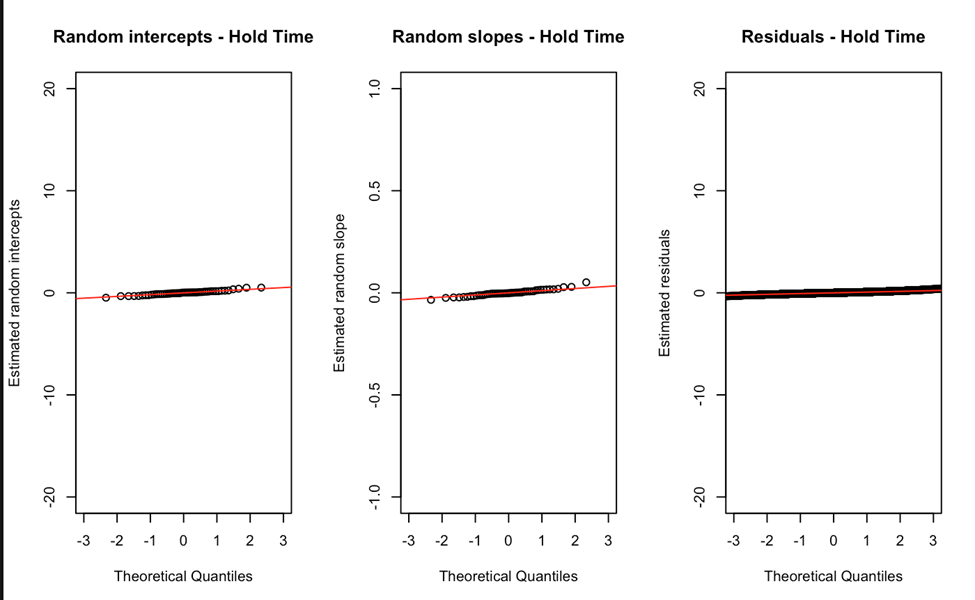 Random intercepts - Hold Time
Estimated random intercepts
20
10
0
-10
-20
-3 -2 -1 0 1 2 3
Theoretical Quantiles
Random slopes - Hold Time
Estimated random slope
1.0
0.5
0.0
-0.5
-1.0
-3 -2 -1 0 1 2 3
Theoretical Quantiles
Residuals - Hold Time
Estimated residuals
20
10
0
-10
-20
-3 -2 -1 0 1 2 3
Theoretical Quantiles